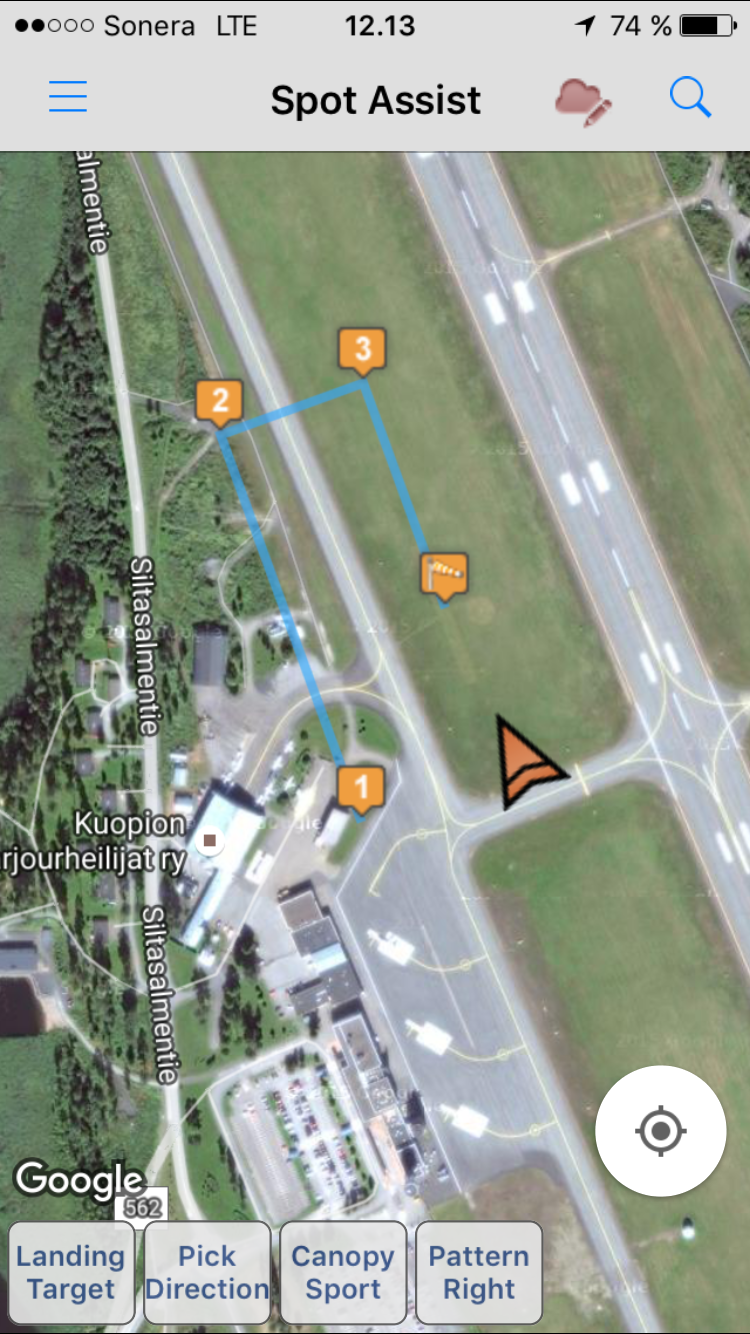 Sonera LTE 12.13 74 %
Spot Assist
almentie
3
2
Siltasalmentie
1
Kuopion
rjourheilijat ry
Siltasalmentie
Google
562
Landing Target
Pick Direction
Canopy Sport
Pattern Right